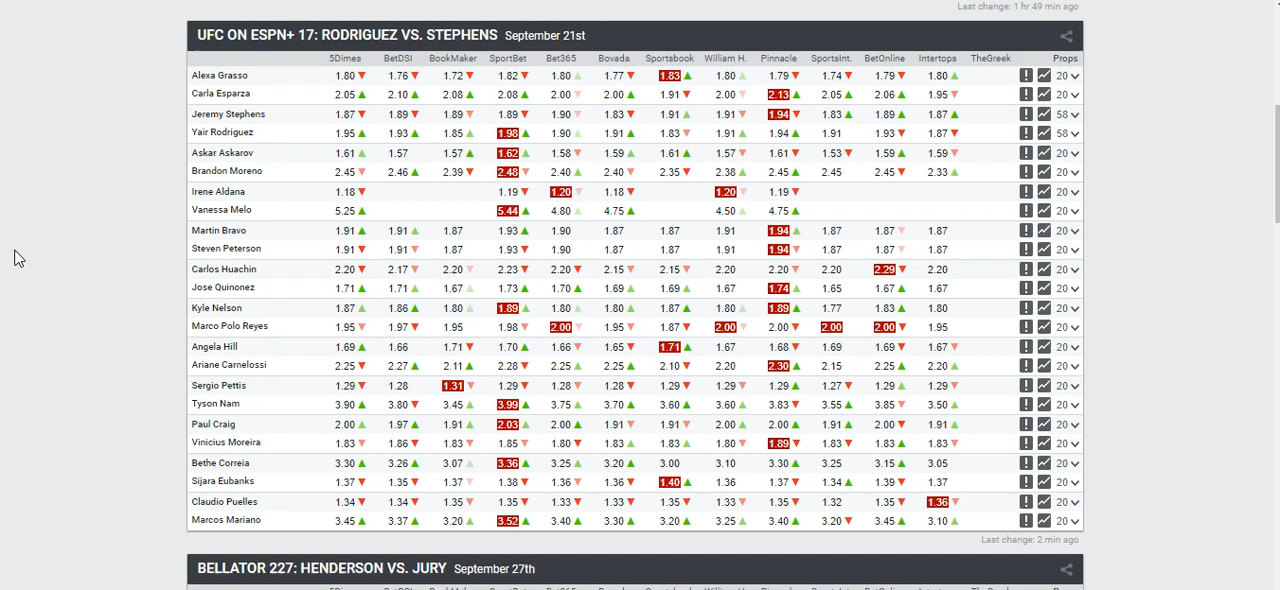 Last change: 1 hr 49 min ago
UFC ON ESPN+ 17: RODRIGUEZ VS. STEPHENS September 21st
5Dimes BetDSI BookMaker SportBet Bet365 Bovada Sportsbook William H. Pinnacle SportsInt. BetOnline Intertops TheGreek Props
Alexa Grasso 1.80▼ 1.76▼ 1.72▼ 1.82▼ 1.80▲ 1.77▼ 1.83▲ 1.80▲ 1.79▼ 1.74▼ 1.79▼ 1.80▲ 20
Carla Esparza 2.05▲ 2.10▲ 2.08▲ 2.08▲ 2.00▼ 2.00▲ 1.91▼ 2.00▼ 2.13▲ 2.05▲ 2.06▲ 1.95▼ 20
Jeremy Stephens 1.87▼ 1.89▼ 1.89▼ 1.89▼ 1.90▼ 1.83▼ 1.91▲ 1.91▼ 1.94▼ 1.83▲ 1.89▲ 1.87▲ 58
Yair Rodriguez 1.95▲ 1.93▲ 1.85▲ 1.98▲ 1.90▲ 1.91▲ 1.83▼ 1.91▲ 1.94▲ 1.91 1.93▼ 1.87▼ 58
Askar Askarov 1.61▲ 1.57 1.57▲ 1.62▲ 1.58▼ 1.59▲ 1.61▲ 1.57▼ 1.61▼ 1.53▼ 1.59▲ 1.59▼ 20
Brandon Moreno 2.45▼ 2.46▲ 2.39▼ 2.48▼ 2.40▲ 2.40▼ 2.35▼ 2.38▲ 2.45▲ 2.45 2.45▼ 2.33▲ 20
Irene Aldana 1.18▼ 1.19▼ 1.20▼ 1.18▼ 1.20▼ 1.19▼ 20
Vanessa Melo 5.25▲ 5.44▲ 4.80▲ 4.75▲ 4.50▲ 4.75▲ 20
Martin Bravo 1.91▲ 1.91▲ 1.87 1.93▲ 1.90 1.87 1.87 1.91 1.94▲ 1.87 1.87▼ 1.87 20
Steven Peterson 1.91▼ 1.91▼ 1.87 1.93▼ 1.90 1.87 1.87 1.91 1.94▼ 1.87 1.87▼ 1.87 20
Carlos Huachin 2.20▼ 2.17▼ 2.20▼ 2.23▼ 2.20▼ 2.15▼ 2.15▼ 2.20 2.20▼ 2.20 2.29▼ 2.20 20
Jose Quinonez 1.71▲ 1.71▲ 1.67▲ 1.73▲ 1.70▲ 1.69▲ 1.69▲ 1.67 1.74▲ 1.65 1.67▲ 1.67 20
Kyle Nelson 1.87▲ 1.86▲ 1.80▲ 1.89▲ 1.80▲ 1.80▲ 1.87▲ 1.80▲ 1.89▲ 1.77 1.83▲ 1.80 20
Marco Polo Reyes 1.95▼ 1.97▼ 1.95 1.98▼ 2.00▼ 1.95▼ 1.87▼ 2.00▼ 2.00▼ 2.00 2.00▼ 1.95 20
Angela Hill 1.69▲ 1.66 1.71▼ 1.70▲ 1.66▼ 1.65▼ 1.71▲ 1.67 1.68▼ 1.69 1.69▼ 1.67▼ 20
Ariane Carnelossi 2.25▼ 2.27▲ 2.11▲ 2.28▼ 2.25▲ 2.25▲ 2.10▼ 2.20 2.30▲ 2.15 2.25▲ 2.20▲ 20
Sergio Pettis 1.29▼ 1.28 1.31▼ 1.29▼ 1.28▼ 1.28▼ 1.29▼ 1.29▼ 1.29▲ 1.27▼ 1.29▲ 1.29▼ 20
Tyson Nam 3.90▲ 3.80▼ 3.45▲ 3.99▲ 3.75▲ 3.70▲ 3.60▲ 3.60▲ 3.83▼ 3.55▲ 3.85▼ 3.50▲ 20
Paul Craig 2.00▲ 1.97▲ 1.91▲ 2.03▲ 2.00▲ 1.91▼ 1.91▼ 2.00▲ 2.00▲ 1.91▲ 2.00▼ 1.91▲ 20
Vinicius Moreira 1.83▼ 1.86▼ 1.83▼ 1.85▼ 1.80▼ 1.83▲ 1.83▲ 1.80▼ 1.89▼ 1.83▼ 1.83▲ 1.83▼ 20
Bethe Correia 3.30▲ 3.26▲ 3.07▲ 3.36▲ 3.25▲ 3.20▲ 3.00 3.10 3.30▲ 3.25 3.15▲ 3.05 20
Sijara Eubanks 1.37▼ 1.35▼ 1.37▼ 1.38▼ 1.36▼ 1.36▼ 1.40▲ 1.36 1.37▼ 1.34▲ 1.39▼ 1.37 20
Claudio Puelles 1.34▼ 1.34▼ 1.35▼ 1.35▼ 1.33▼ 1.33▼ 1.35▼ 1.33▼ 1.35▼ 1.32 1.35▼ 1.36▼ 20
Marcos Mariano 3.45▲ 3.37▲ 3.20▲ 3.52▲ 3.40▲ 3.30▲ 3.20▲ 3.25▲ 3.40▲ 3.20▼ 3.45▲ 3.10▲ 20
Last change: 2 min ago
BELLATOR 227: HENDERSON VS. JURY September 27th